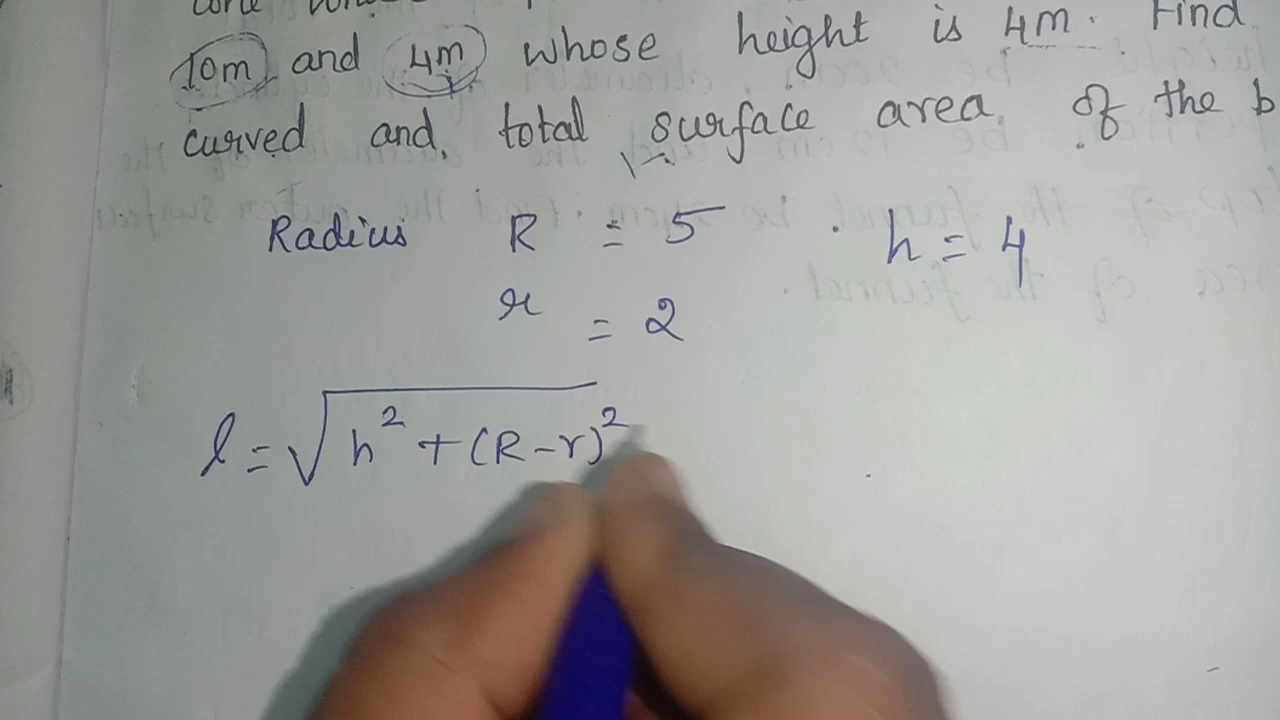 cone
10m and 4m whose height is 4m. Find
curved and total surface area of the b
Radius R = 5 h = 4
r = 2
l = √h² + (R-r)²